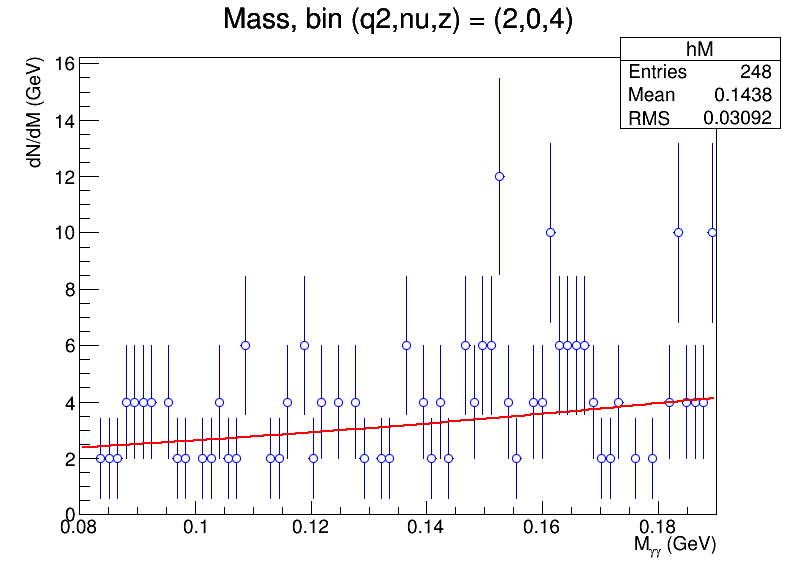 Mass, bin (q2,nu,z) = (2,0,4)
hM
Entries 248
Mean 0.1438
RMS 0.03092
dN/dM (GeV)
16
14
12
10
8
6
4
2
0
0.08 0.1 0.12 0.14 0.16 0.18
Mγγ (GeV)